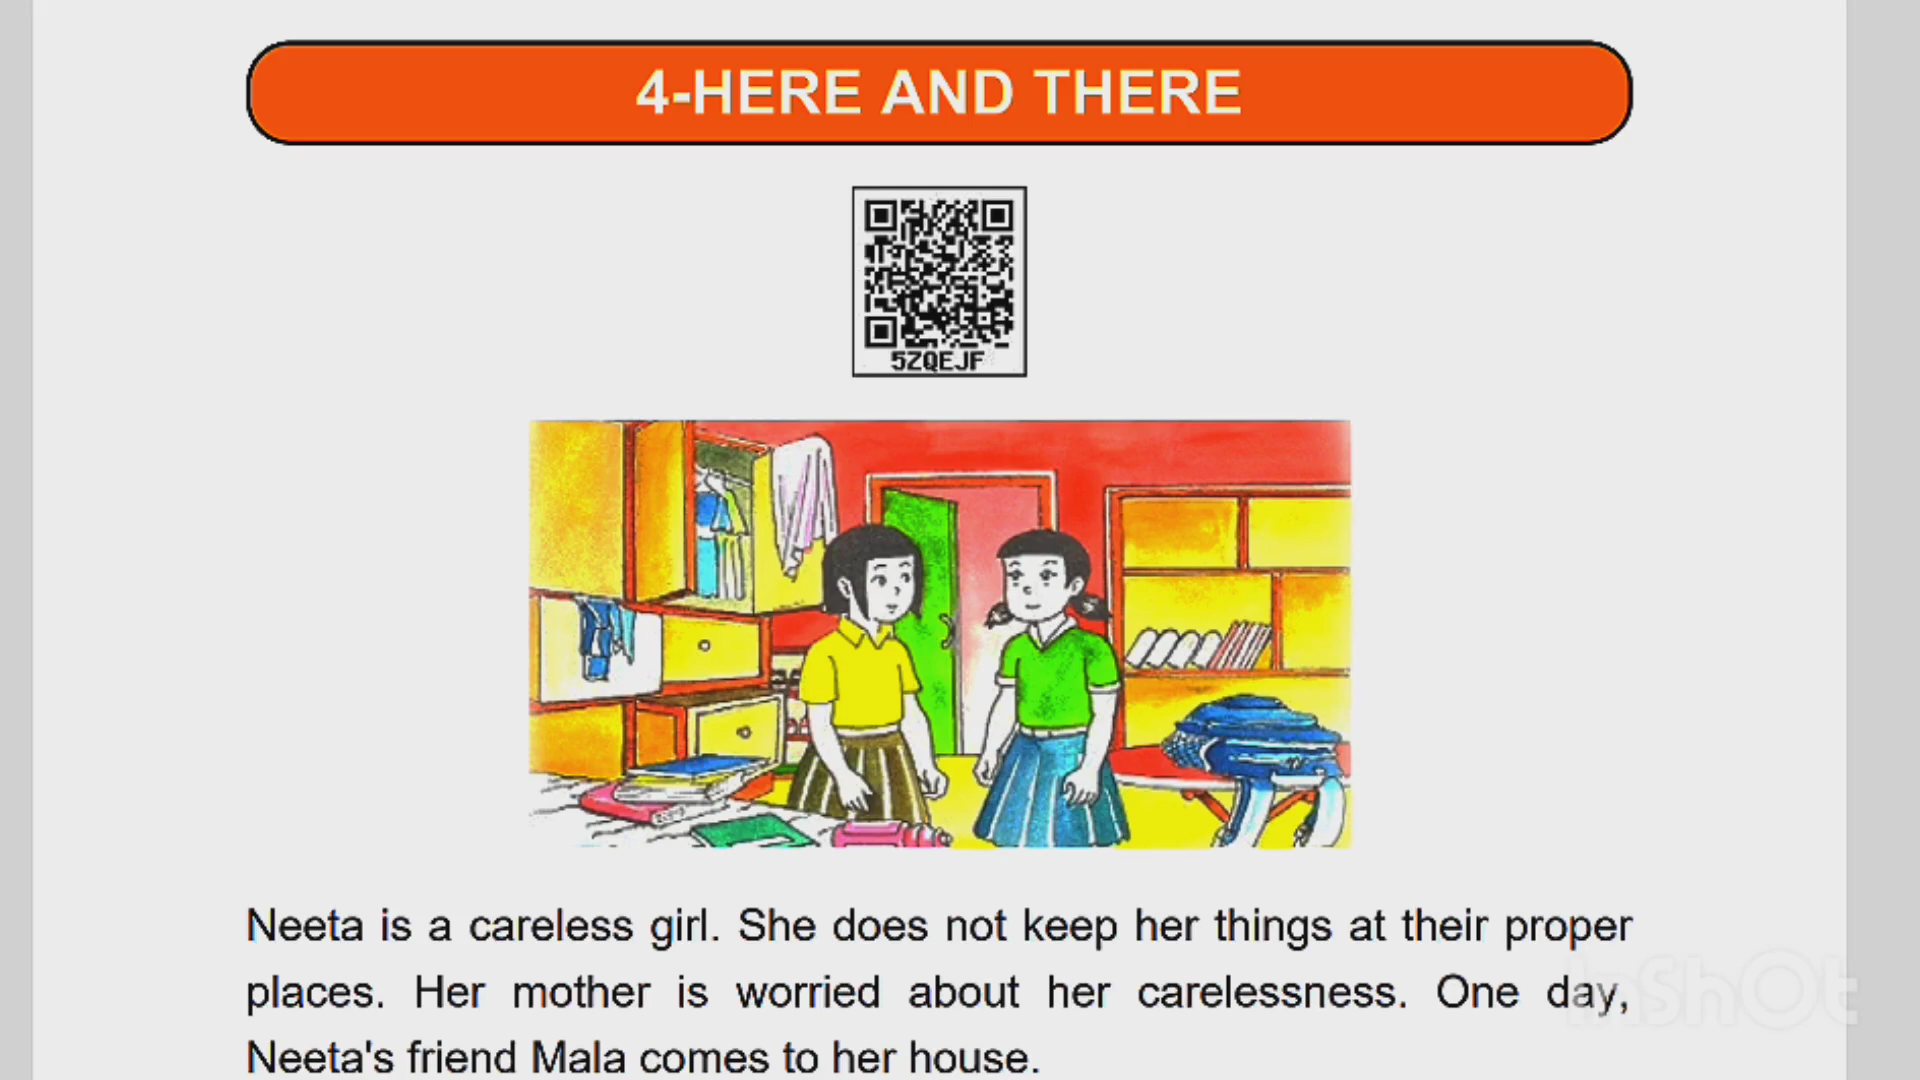 4-HERE AND THERE
5ZQEJF
Neeta is a careless girl. She does not keep her things at their proper
places. Her mother is worried about her carelessness. One day,
Neeta's friend Mala comes to her house.
InShOt